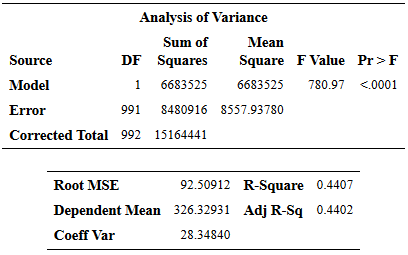 Analysis of Variance
Source DF Sum of Squares Mean Square F Value Pr > F
Model 1 6683525 6683525 780.97 <.0001
Error 991 8480916 8557.93780
Corrected Total 992 15164441
Root MSE 92.50912 R-Square 0.4407
Dependent Mean 326.32931 Adj R-Sq 0.4402
Coeff Var 28.34840